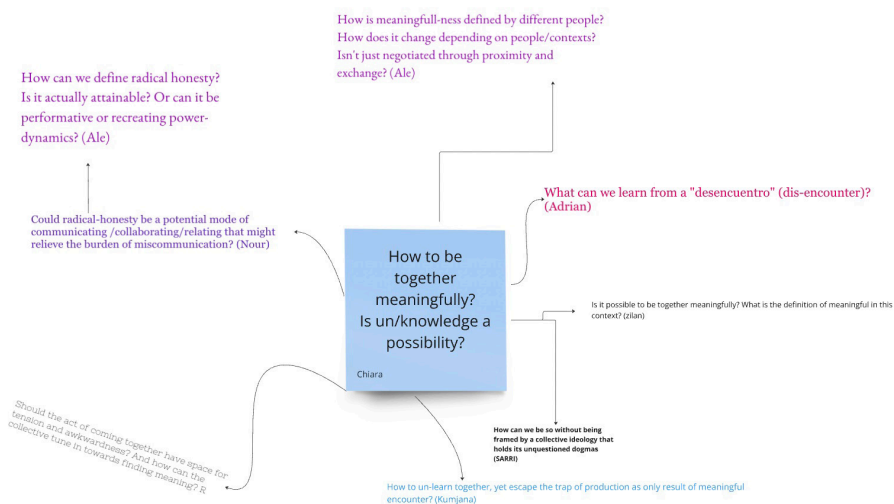 How is meaningfull-ness defined by different people?
How does it change depending on people/contexts?
Isn't just negotiated through proximity and
exchange? (Ale)
How can we define radical honesty?
Is it actually attainable? Or can it be
performative or recreating power-
dynamics? (Ale)
What can we learn from a "desencuentro" (dis-encounter)?
(Adrian)
Could radical-honesty be a potential mode of
communicating /collaborating/relating that might
relieve the burden of miscommunication? (Nour)
How to be
together
meaningfully?
Is un/knowledge a
possibility?
Chiara
Is it possible to be together meaningfully? What is the definition of meaningful in this
context? (zilan)
Should the act of coming together have space for
tension and awkwardness? And how can the
collective tune in towards finding meaning? R
How can we be so without being
framed by a collective ideology that
holds its unquestioned dogmas
(SARRI)
How to un-learn together, yet escape the trap of production as only result of meaningful
encounter? (Kumjana)